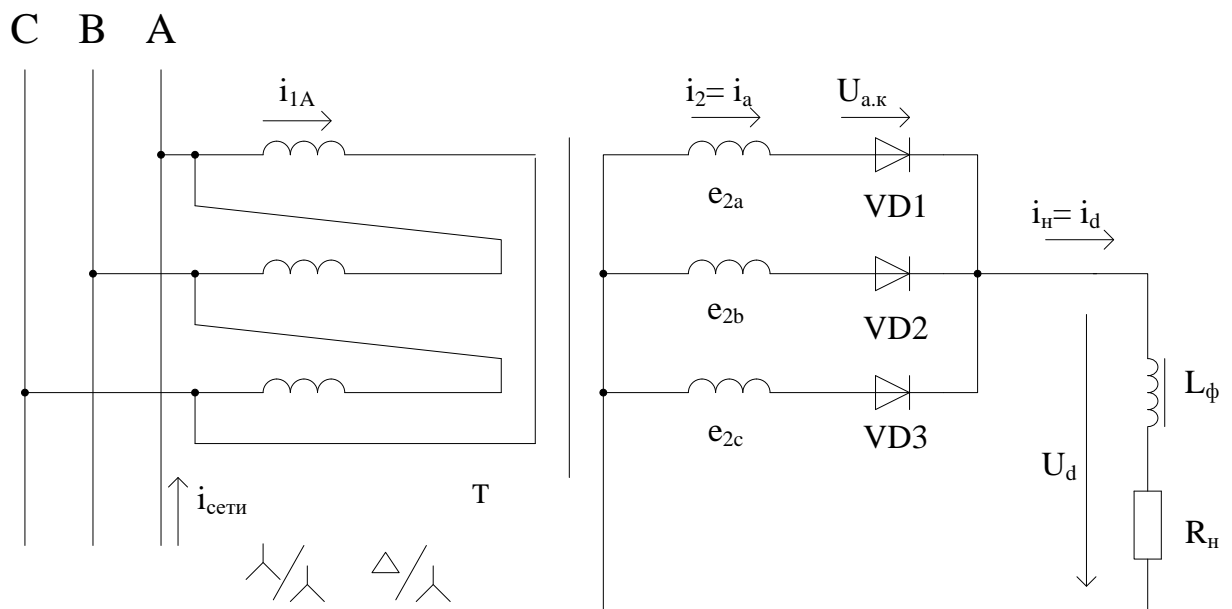 C B A
i₁A
i₂= iₐ
Uа.к
e₂ₐ
VD1
iн= id
e₂b
VD2
e₂c
VD3
Lф
Ud
iсети
Т
Rн